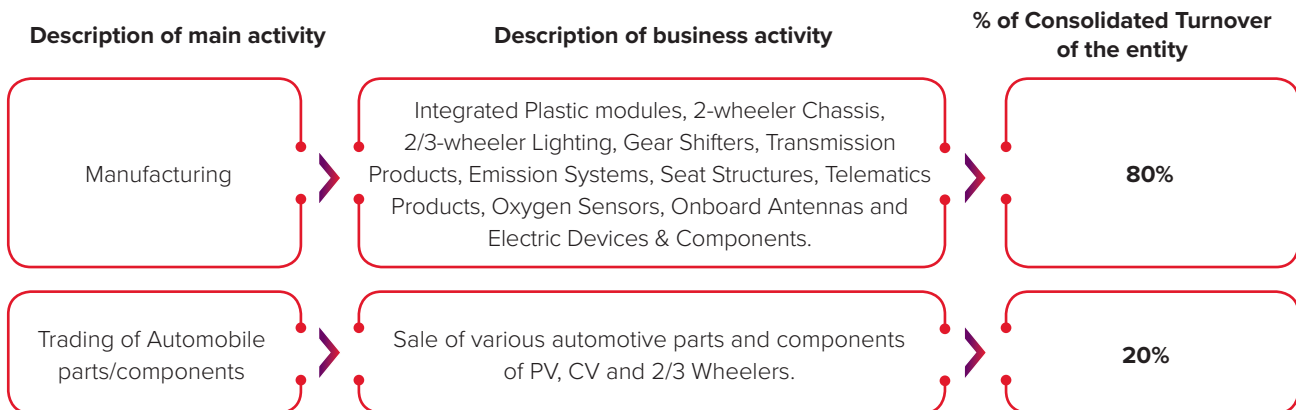 Description of main activity
Description of business activity
% of Consolidated Turnover
of the entity
Manufacturing
Integrated Plastic modules, 2-wheeler Chassis,
2/3-wheeler Lighting, Gear Shifters, Transmission
Products, Emission Systems, Seat Structures, Telematics
Products, Oxygen Sensors, Onboard Antennas and
Electric Devices & Components.
80%
Trading of Automobile
parts/components
Sale of various automotive parts and components
of PV, CV and 2/3 Wheelers.
20%